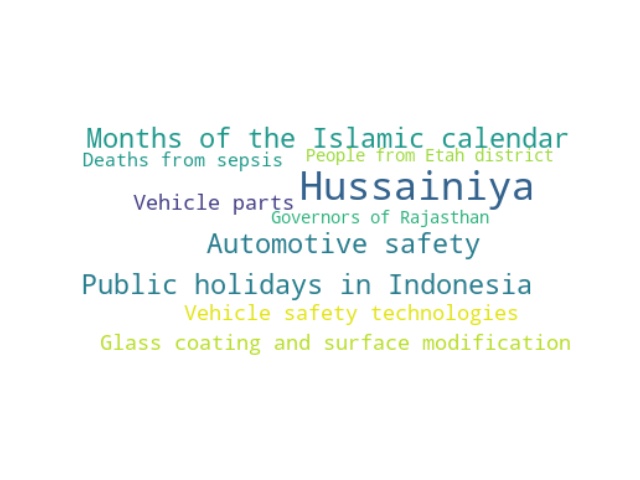 Months of the Islamic calendar
Deaths from sepsis
People from Etah district
Hussainiya
Vehicle parts
Governors of Rajasthan
Automotive safety
Public holidays in Indonesia
Vehicle safety technologies
Glass coating and surface modification